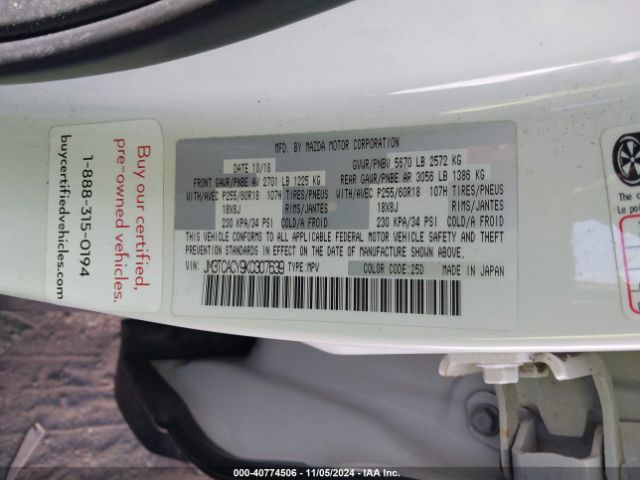 Buy our certified,
pre-owned vehicles.
buycertifiedvehicles.com
1-888-315-0194
MFD. BY MAZDA MOTOR CORPORATION
DATE 10/18 GVWR/PNBV 5670 LB 2572 KG
FRONT GAWR/PNBE AV 2701 LB 1225 KG REAR GAWR/PNBE AR 3056 LB 1386 KG
WITH/AVEC P255/60R18 107H TIRES/PNEUS WITH/AVEC P255/60R18 107H TIRES/PNEUS
18X8J RIMS/JANTES 18X8J RIMS/JANTES
230 KPA/34 PSI COLD/A FROID 230 KPA/34 PSI COLD/A FROID
THIS VEHICLE CONFORMS TO ALL APPLICABLE FEDERAL MOTOR VEHICLE SAFETY AND THEFT
PREVENTION STANDARDS IN EFFECT ON THE DATE OF MANUFACTURE SHOWN ABOVE.
VIN: JM3TCACY9K0307639 TYPE:MPV COLOR CODE:25D MADE IN JAPAN
The
Le po
000-40774506 - 11/05/2024 - IAA Inc.